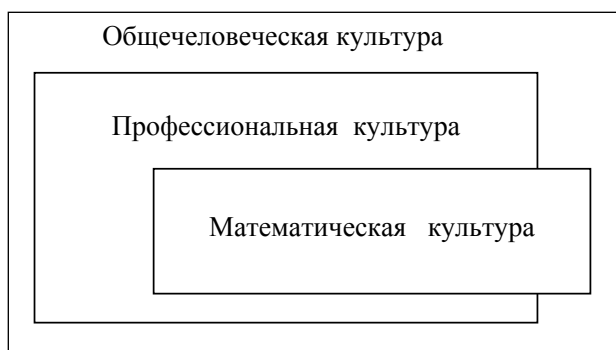 Общечеловеческая культура
Профессиональная культура
Математическая культура